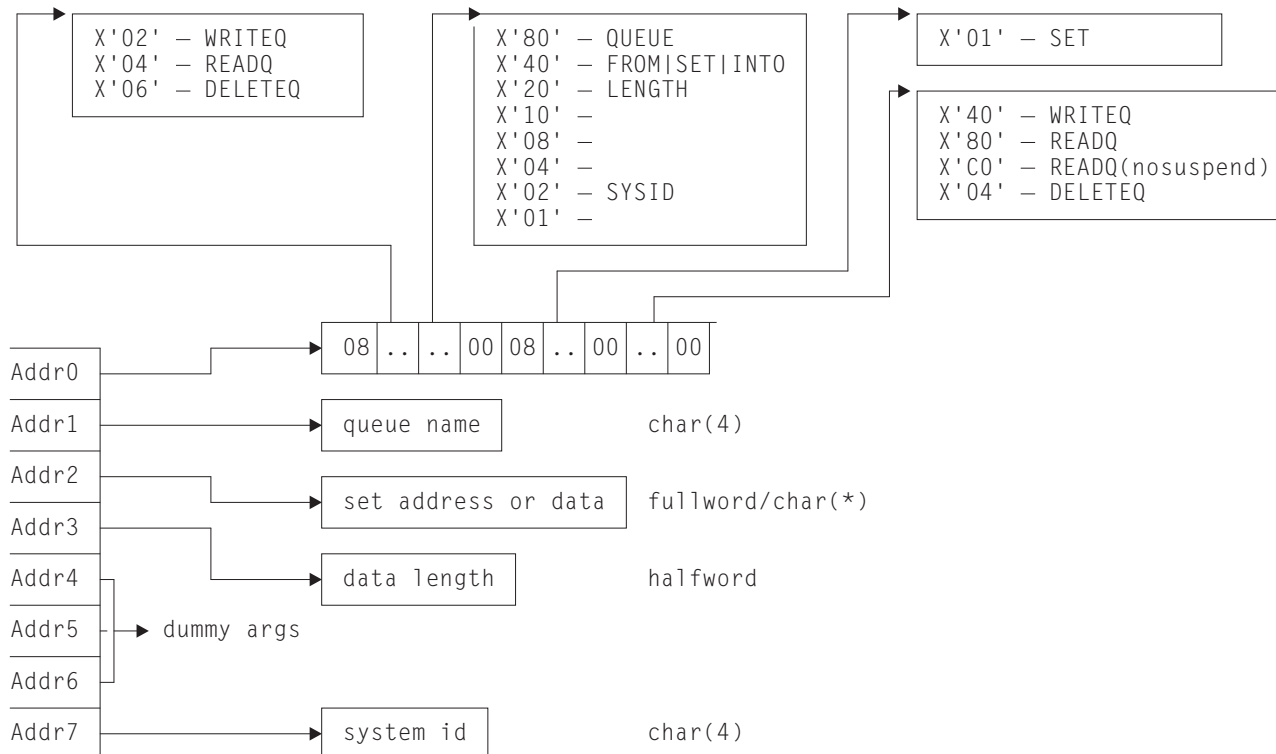 X'02' – WRITEQ
X'04' – READQ
X'06' – DELETEQ
X'80' – QUEUE
X'40' – FROM|SET|INTO
X'20' – LENGTH
X'10' –
X'08' –
X'04' –
X'02' – SYSID
X'01' –
X'01' – SET
X'40' – WRITEQ
X'80' – READQ
X'C0' – READQ(nosuspend)
X'04' – DELETEQ
08 .. .. 00 08 .. 00 .. 00
Addr0
Addr1 queue name char(4)
Addr2 set address or data fullword/char(*)
Addr3 data length halfword
Addr4
Addr5 dummy args
Addr6
Addr7 system id char(4)